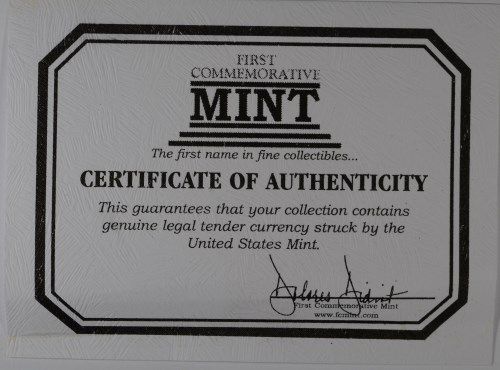 FIRST
COMMEMORATIVE
MINT
The first name in fine collectibles...
CERTIFICATE OF AUTHENTICITY
This guarantees that your collection contains
genuine legal tender currency struck by the
United States Mint.
First Commemorative Mint
www.fcmint.com